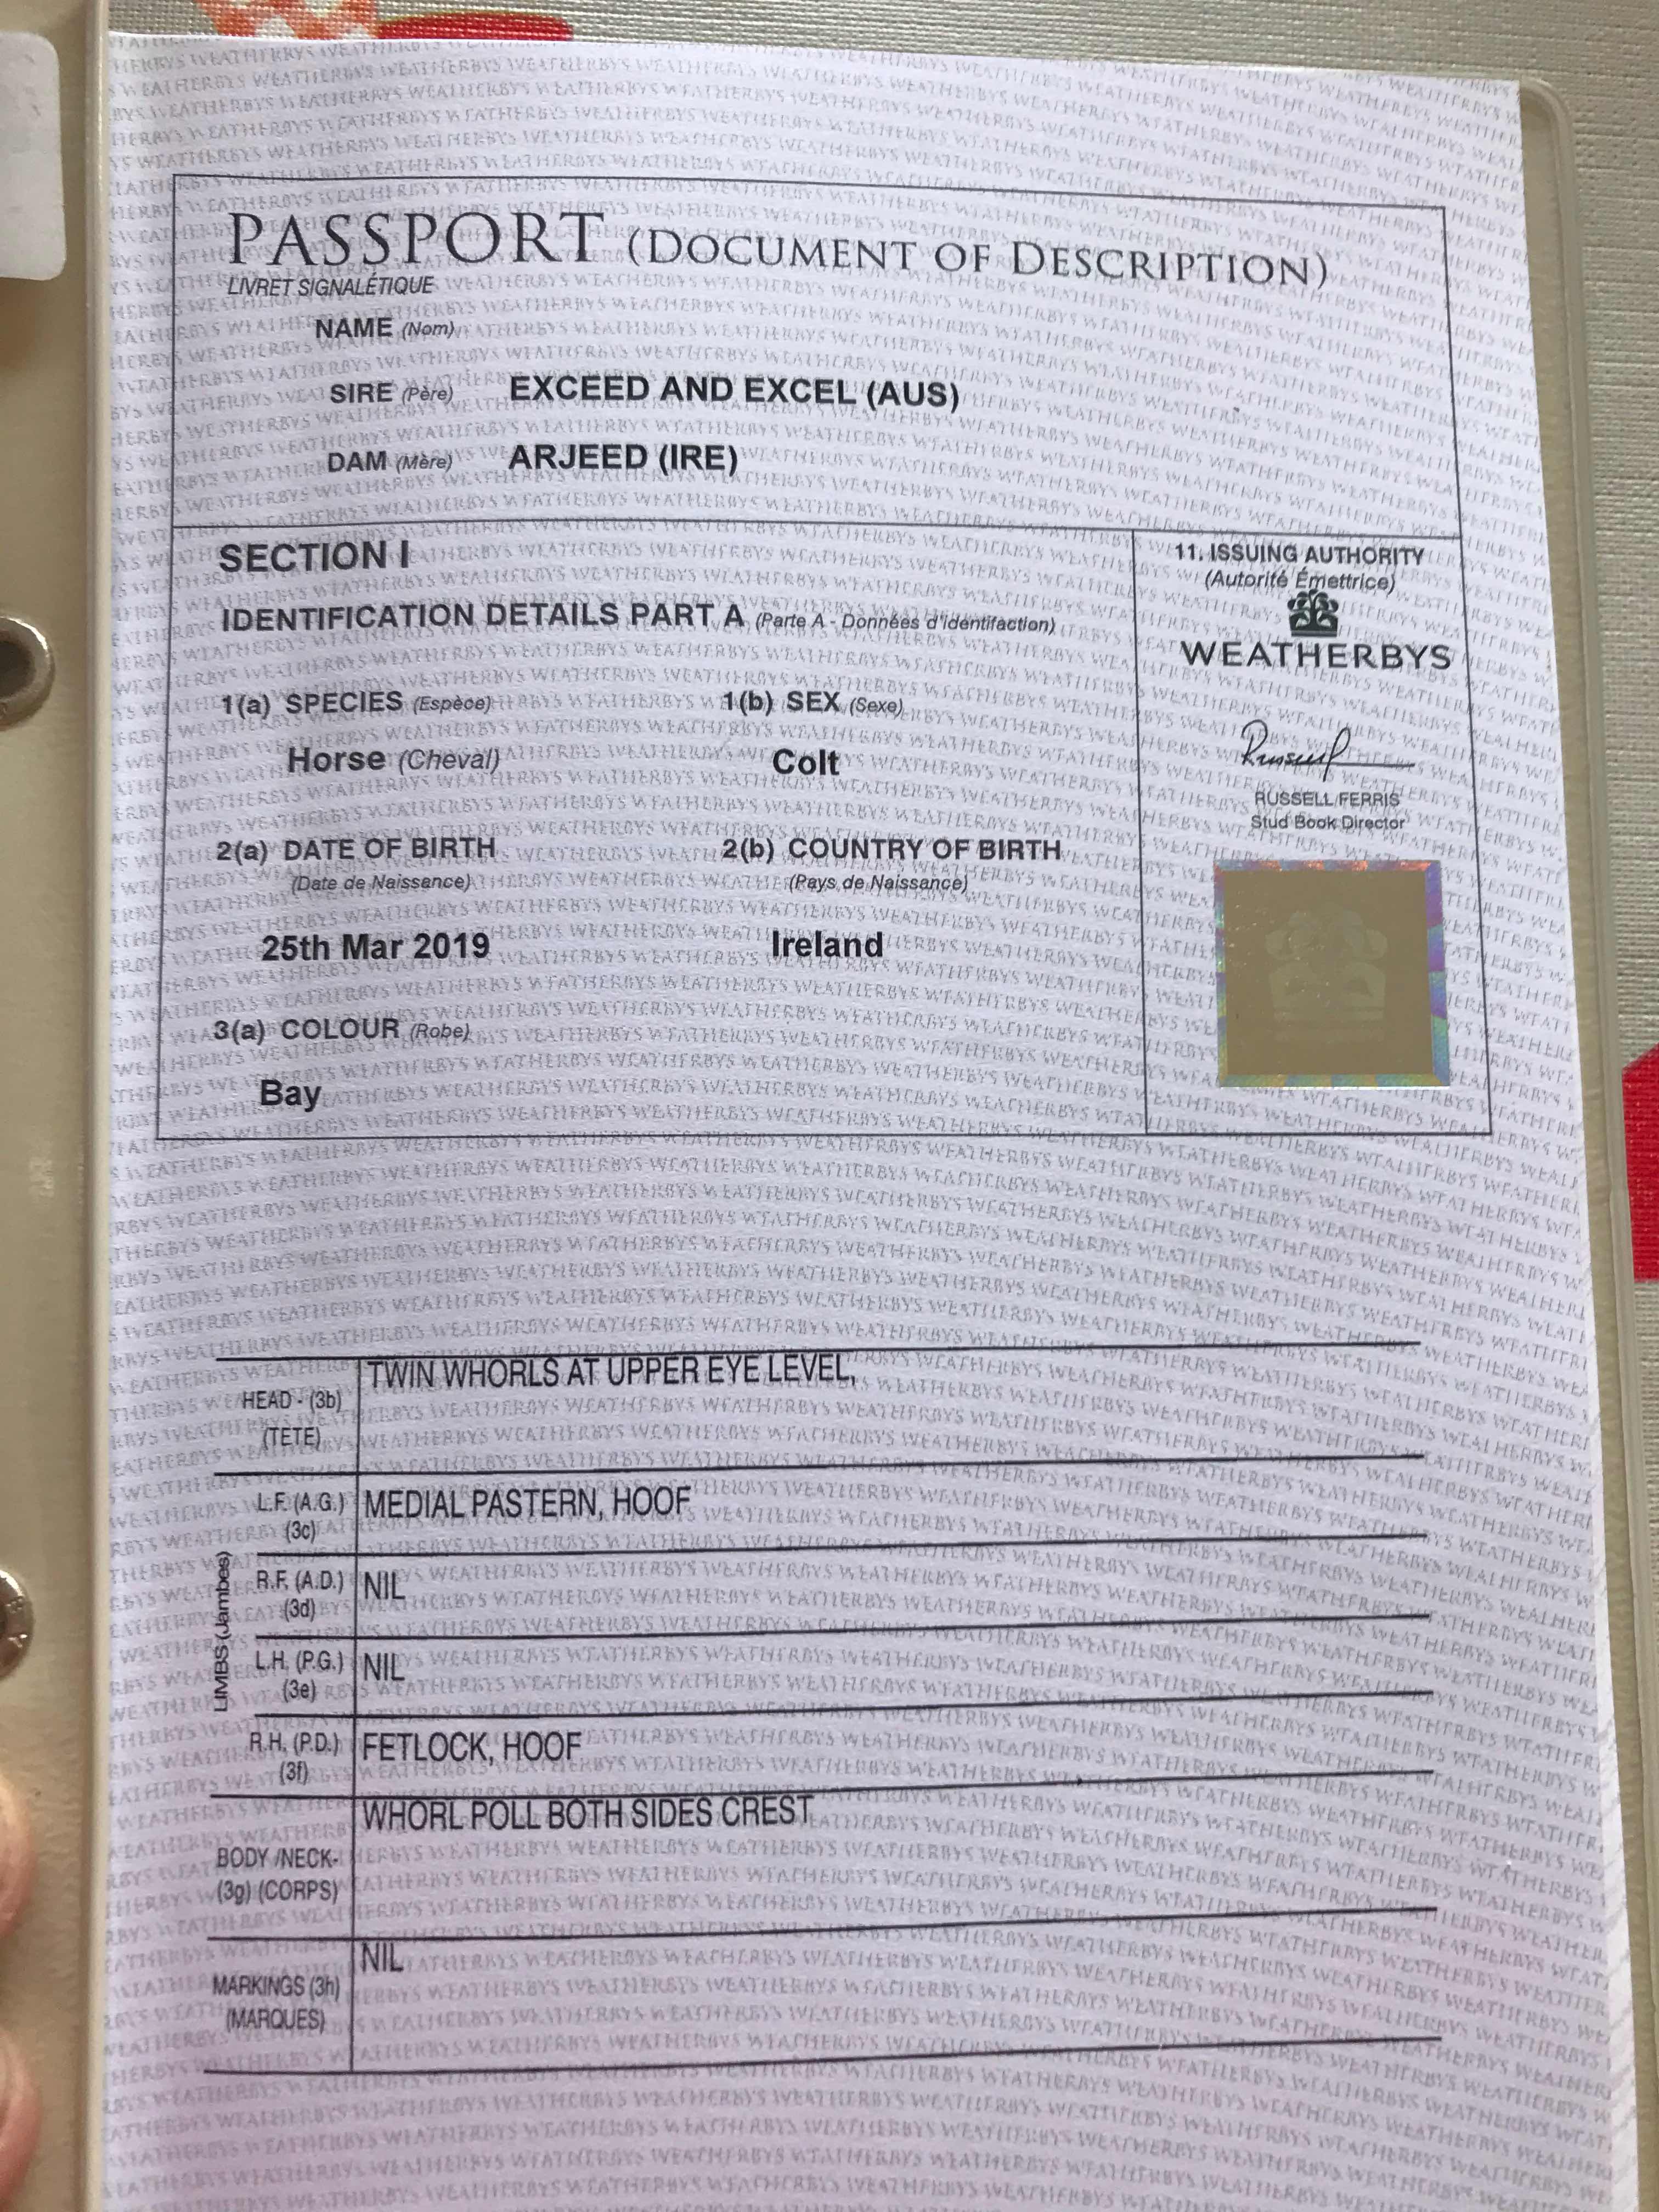 PASSPORT (DOCUMENT OF DESCRIPTION)
LIVRET SIGNALÉTIQUE
NAME (Nom)
SIRE (Père) EXCEED AND EXCEL (AUS)
DAM (Mère) ARJEED (IRE)
SECTION I
IDENTIFICATION DETAILS PART A (Parte A - Données d'identifaction)
1(a) SPECIES (Espèce) 1(b) SEX (Sexe)
Horse (Cheval) Colt
2(a) DATE OF BIRTH 2(b) COUNTRY OF BIRTH
(Date de Naissance) (Pays de Naissance)
25th Mar 2019 Ireland
3(a) COLOUR (Robe)
Bay
11. ISSUING AUTHORITY
(Autorité Émettrice)
WEATHERBYS
RUSSELL FERRIS
Stud Book Director
HEAD - (3b) TWIN WHORLS AT UPPER EYE LEVEL,
(TETE)
LIMBS (Jambes)
L.F. (A.G.) MEDIAL PASTERN, HOOF
(3c)
R.F. (A.D.) NIL
(3d)
L.H. (P.G.) NIL
(3e)
R.H. (P.D.) FETLOCK, HOOF
(3f)
WHORL POLL BOTH SIDES CREST
BODY /NECK-
(3g) (CORPS)
NIL
MARKINGS (3h)
(MARQUES)